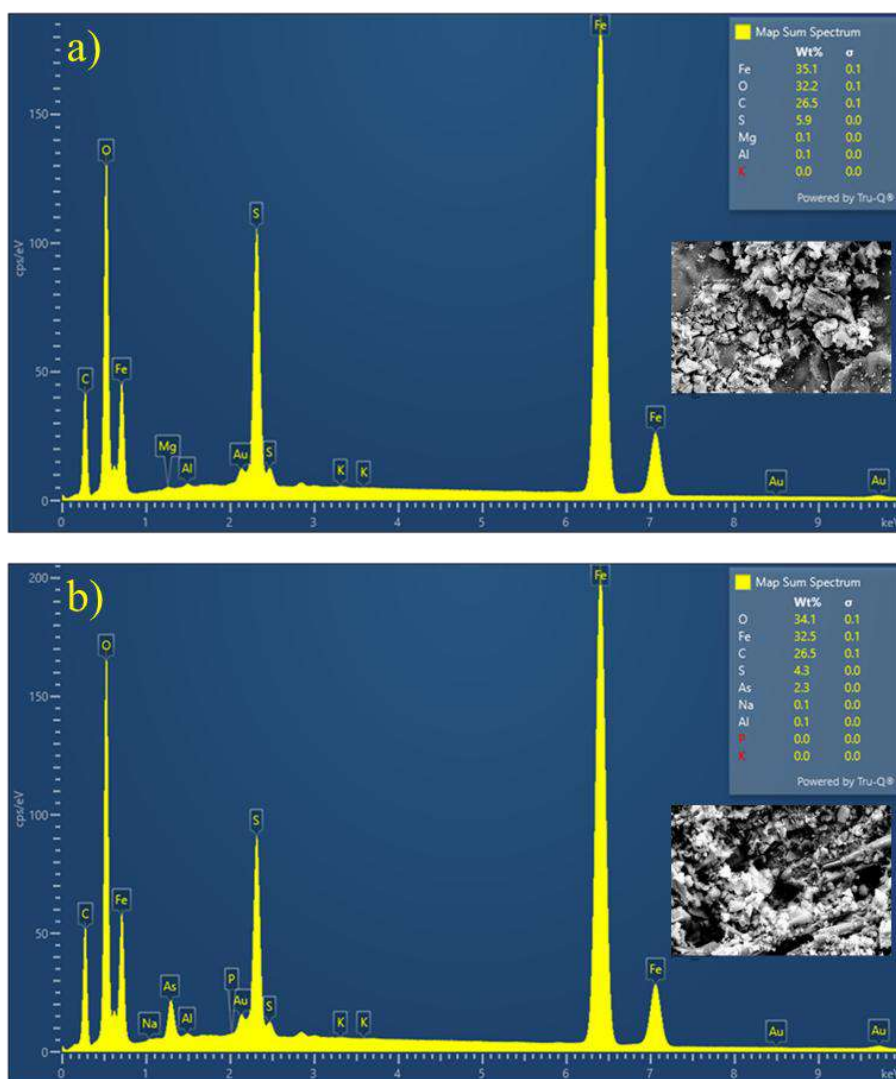 a)
Map Sum Spectrum
Wt% σ
Fe 35.1 0.1
O 32.2 0.1
C 26.5 0.1
S 5.9 0.0
Mg 0.1 0.0
Al 0.1 0.0
K 0.0 0.0
Powered by Tru-Q®
Fe
O
S
C
Fe
Mg
Al
Au
S
K
K
Fe
Au
Au
150
100
50
0
cps/eV
0 1 2 3 4 5 6 7 8 9 keV
b)
Map Sum Spectrum
Wt% σ
O 34.1 0.1
Fe 32.5 0.1
C 26.5 0.1
S 4.3 0.0
As 2.3 0.0
Na 0.1 0.0
Al 0.1 0.0
P 0.0 0.0
K 0.0 0.0
Powered by Tru-Q®
Fe
O
S
C
Fe
Na
As
Al
P
Au
S
K
K
Fe
Au
Au
200
150
100
50
0
cps/eV
0 1 2 3 4 5 6 7 8 9